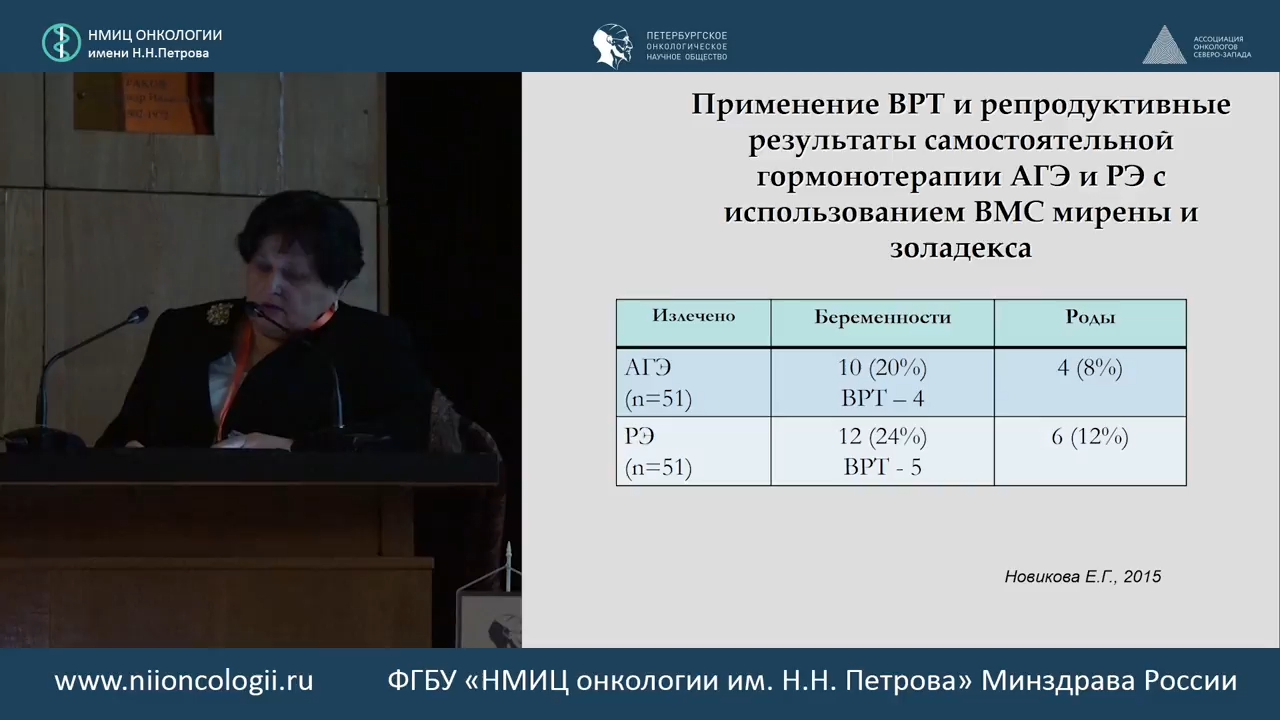 НМИЦ ОНКОЛОГИИ
имени Н.Н.Петрова
ПЕТЕРБУРГСКОЕ
ОНКОЛОГИЧЕСКОЕ
НАУЧНОЕ ОБЩЕСТВО
АССОЦИАЦИЯ
ОНКОЛОГОВ
СЕВЕРО-ЗАПАДА
Применение ВРТ и репродуктивные
результаты самостоятельной
гормонотерапии АГЭ и РЭ с
использованием ВМС мирены и
золадекса
Излечено Беременности Роды
АГЭ 10 (20%) 4 (8%)
(n=51) ВРТ – 4
РЭ 12 (24%) 6 (12%)
(n=51) ВРТ - 5
Новикова Е.Г., 2015
www.niioncologii.ru
ФГБУ «НМИЦ онкологии им. Н.Н. Петрова» Минздрава России